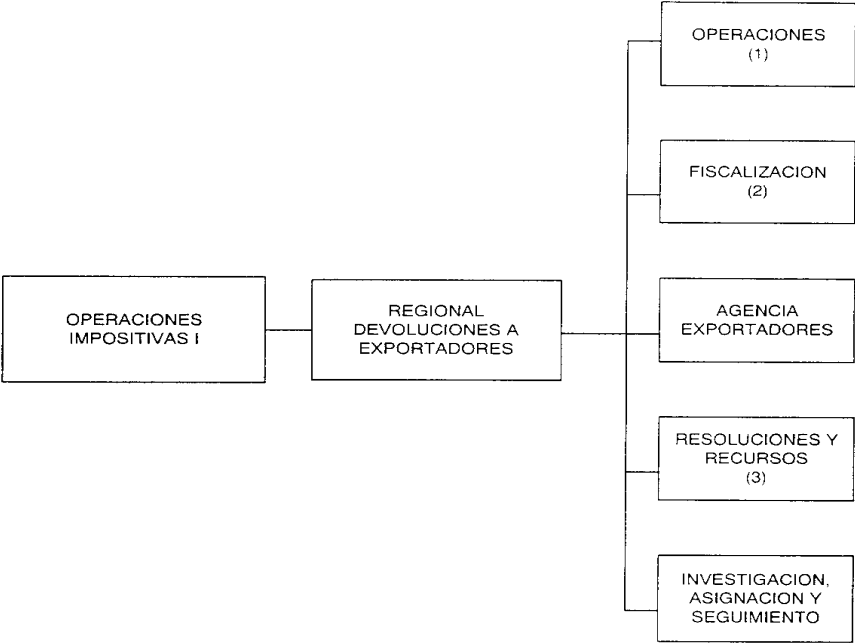 OPERACIONES
(1)
FISCALIZACION
(2)
OPERACIONES
IMPOSITIVAS I
REGIONAL
DEVOLUCIONES A
EXPORTADORES
AGENCIA
EXPORTADORES
RESOLUCIONES Y
RECURSOS
(3)
INVESTIGACION,
ASIGNACION Y
SEGUIMIENTO